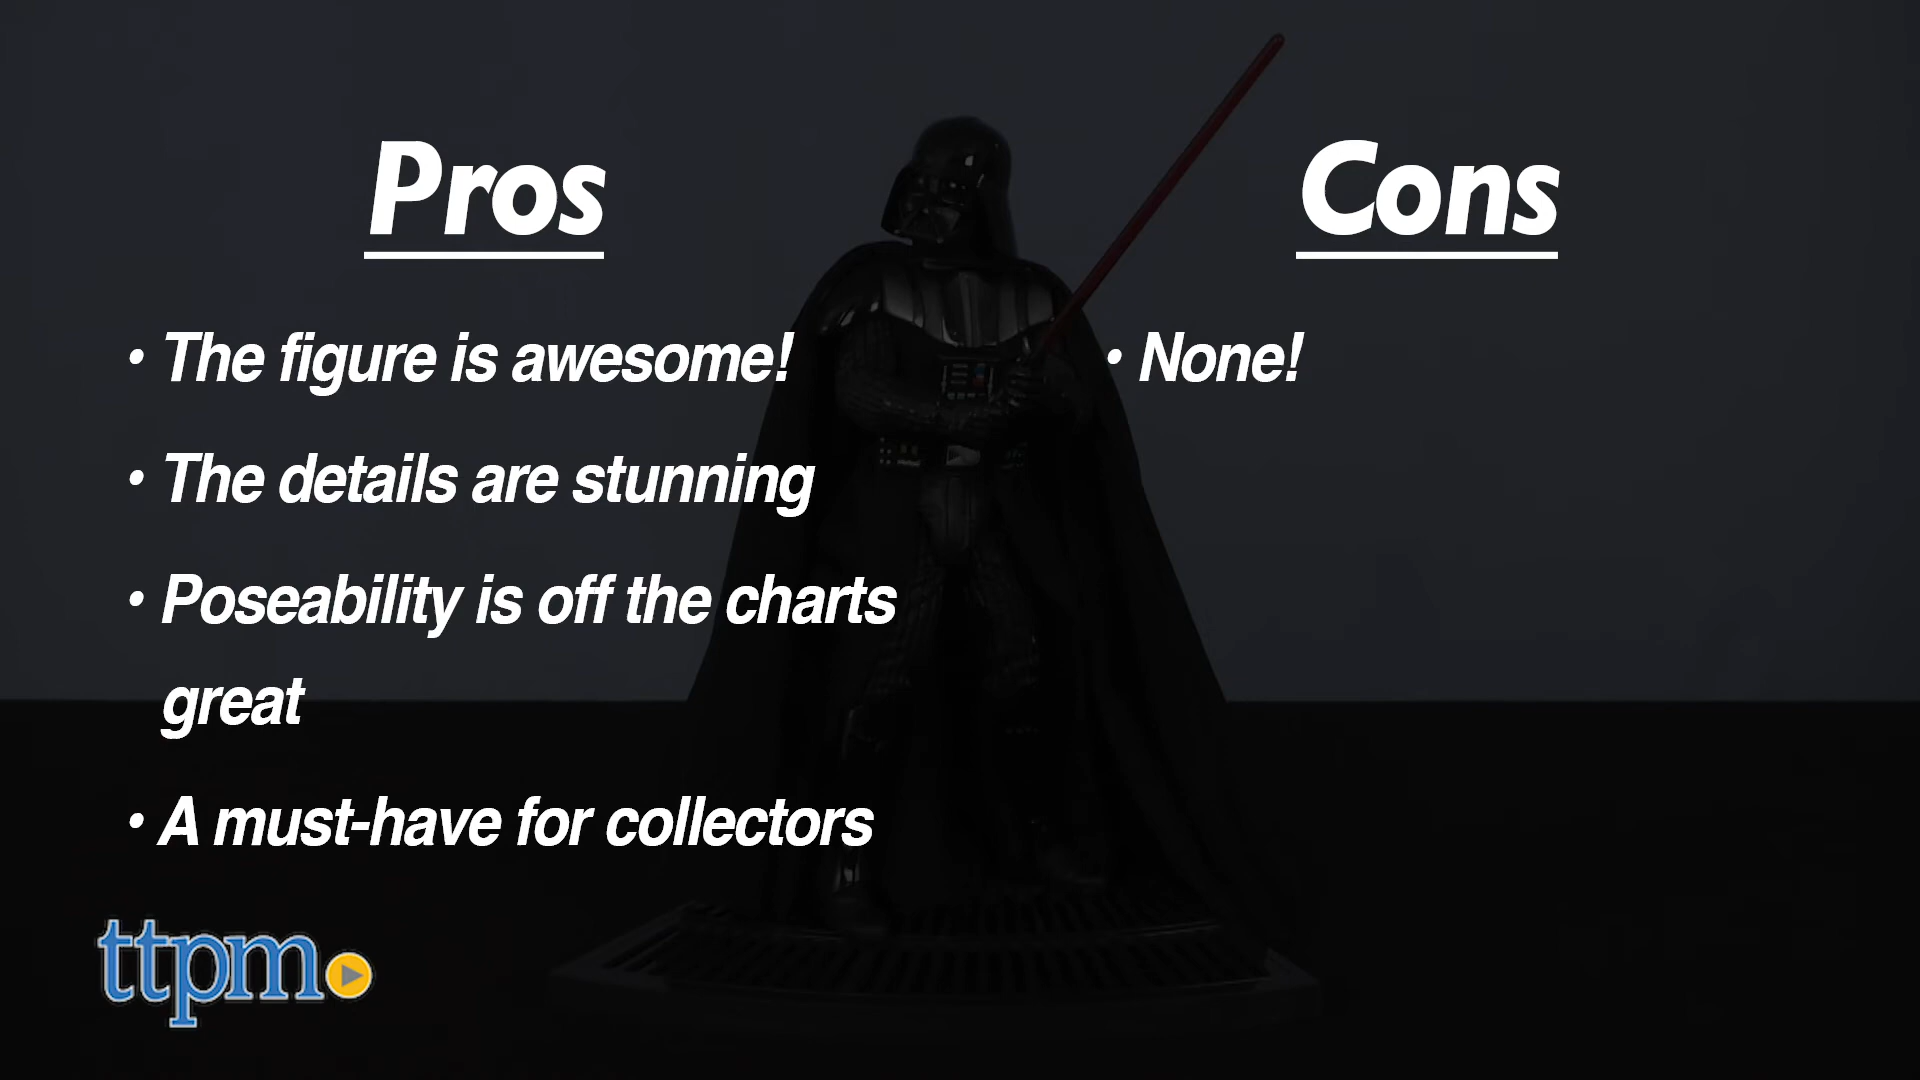 Pros
• The figure is awesome!
• The details are stunning
• Poseability is off the charts
great
• A must-have for collectors
Cons
• None!
ttpm